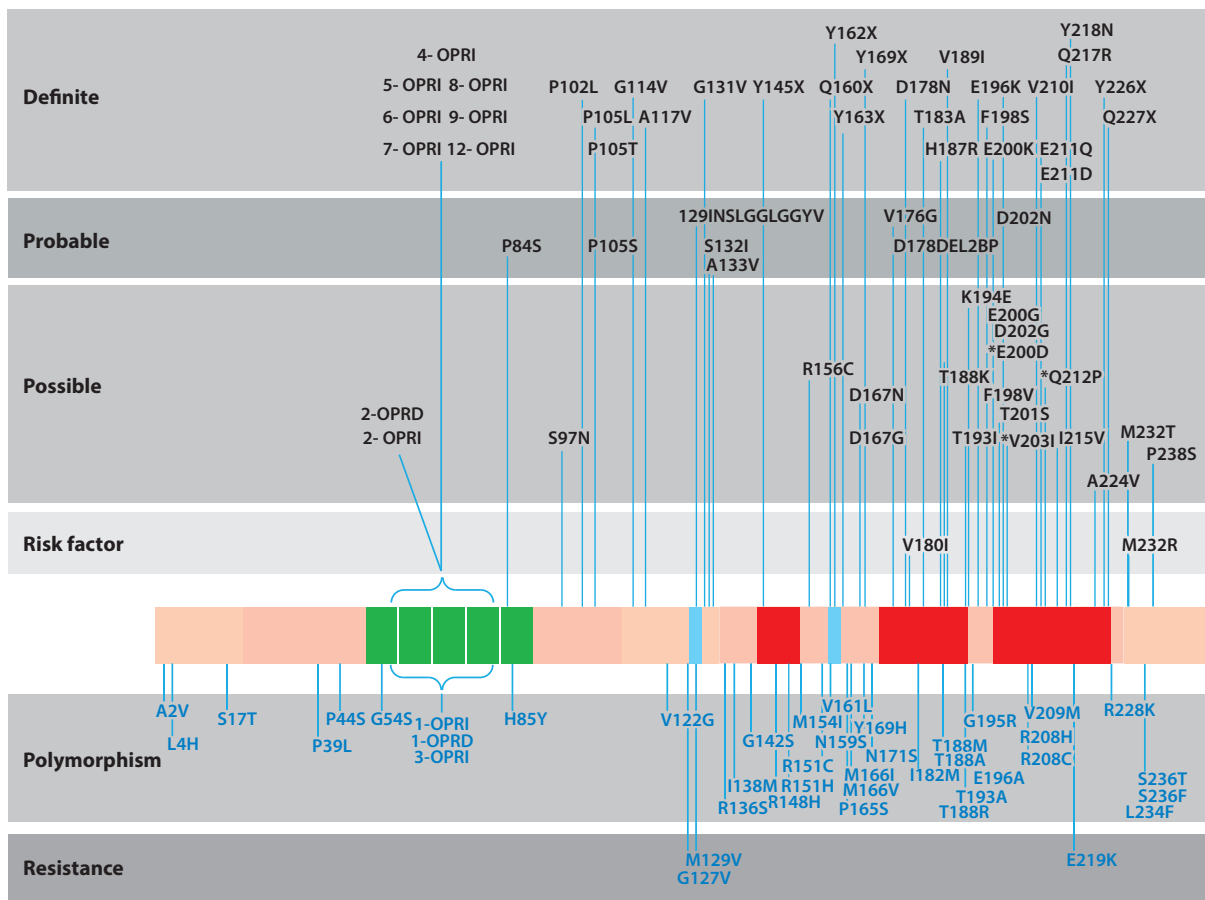 Definite
4- OPRI
5- OPRI 8- OPRI
6- OPRI 9- OPRI
7- OPRI 12- OPRI
P102L
P105L
P105T
G114V
A117V
G131V
Y145X
Y162X
Q160X
Y163X
Y169X
D178N
V189I
T183A
H187R
E196K
F198S
E200K
V210I
E211Q
E211D
Y218N
Q217R
Y226X
Q227X
Probable
P84S
P105S
129INSLGGLGGYV
S132I
A133V
V176G
D178DEL2BP
D202N
Possible
2-OPRD
2- OPRI
S97N
R156C
D167N
D167G
K194E
E200G
D202G
*E200D
T188K
*Q212P
F198V
T201S
T193I
*V203I
I215V
A224V
M232T
P238S
Risk factor
V180I
M232R
Polymorphism
A2V
L4H
S17T
P39L
P44S
G54S
1-OPRI
1-OPRD
3-OPRI
H85Y
V122G
R136S
I138M
G142S
R148H
R151C
R151H
M154I
N159S
V161L
M166I
M166V
P165S
Y169H
N171S
I182M
T188M
T188A
T193A
T188R
G195R
E196A
V209M
R208H
R208C
R228K
S236T
S236F
L234F
Resistance
M129V
G127V
E219K